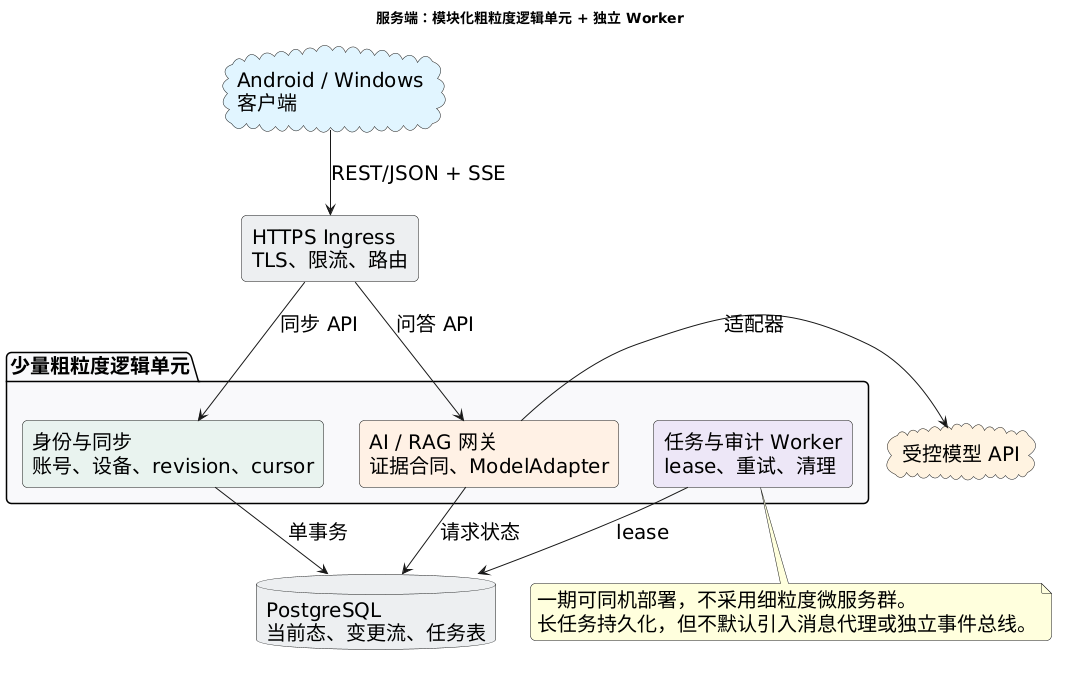 服务端：模块化粗粒度逻辑单元 + 独立 Worker
Android / Windows
客户端
REST/JSON + SSE
HTTPS Ingress
TLS、限流、路由
同步 API
问答 API
适配器
少量粗粒度逻辑单元
身份与同步
账号、设备、revision、cursor
AI / RAG 网关
证据合同、ModelAdapter
任务与审计 Worker
lease、重试、清理
受控模型 API
单事务
请求状态
lease
PostgreSQL
当前态、变更流、任务表
一期可同机部署，不采用细粒度微服务群。
长任务持久化，但不默认引入消息代理或独立事件总线。